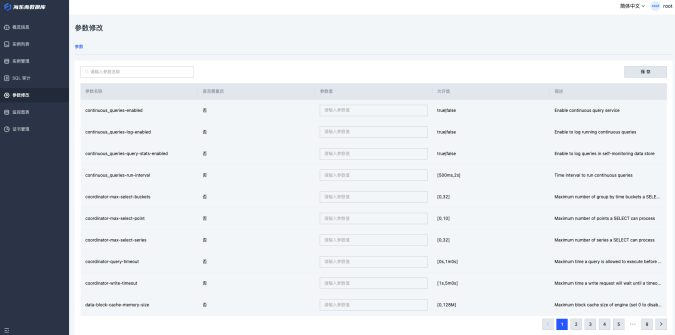 海东青数据库
简体中文
root
root
概览信息
实例列表
实例管理
SQL 审计
参数修改
监控图表
证书管理
参数修改
参数
请输入参数名称
保 存
参数名称 是否需重启 参数值 允许值 描述
continuous_queries-enabled 否 请输入参数值 true|false Enable continuous query service
continuous_queries-log-enabled 否 请输入参数值 true|false Enable to log running continuous queries
continuous_queries-query-stats-enabled 否 请输入参数值 true|false Enable to log queries in self-monitoring data store
continuous_queries-run-interval 否 请输入参数值 [500ms,2s] Time interval to run continuous queries
coordinator-max-select-buckets 否 请输入参数值 [0,32] Maximum number of group by time buckets a SELE...
coordinator-max-select-point 否 请输入参数值 [0,10] Maximum number of points a SELECT can process
coordinator-max-select-series 否 请输入参数值 [0,32] Maximum number of series a SELECT can process
coordinator-query-timeout 否 请输入参数值 [0s,1m0s] Maximum time a query is allowed to execute before ...
coordinator-write-timeout 否 请输入参数值 [1s,5m0s] Maximum time a write request will wait until a timeo...
data-block-cache-memory-size 否 请输入参数值 [0,128M] Maximum block cache size of engine (set 0 to disab...
< 1 2 3 4 5 ··· 8 >